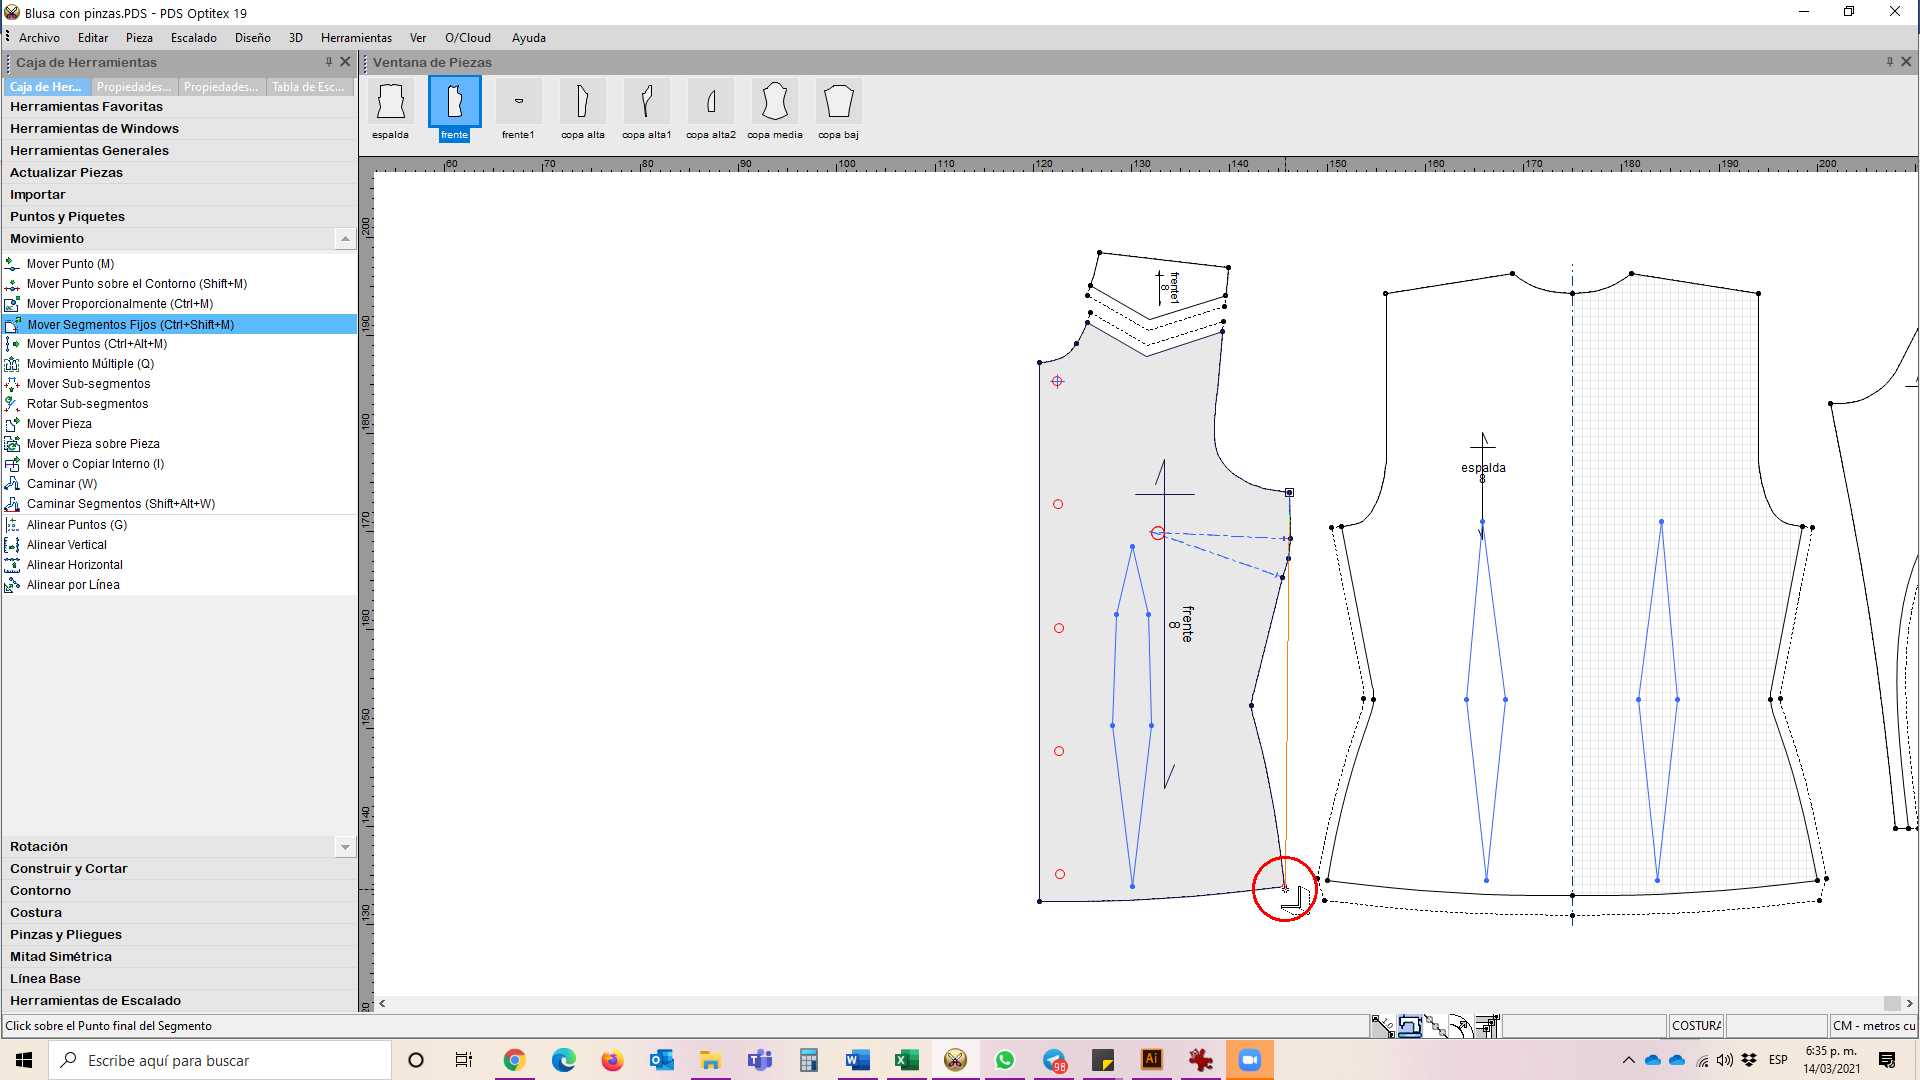 Blusa con pinzas.PDS - PDS Optitex 19
Archivo Editar Pieza Escalado Diseño 3D Herramientas Ver O/Cloud Ayuda
Caja de Herramientas
Caja de Her... Propiedades... Propiedades... Tabla de Esc...
Herramientas Favoritas
Herramientas de Windows
Herramientas Generales
Actualizar Piezas
Importar
Puntos y Piquetes
Movimiento
Mover Punto (M)
Mover Punto sobre el Contorno (Shift+M)
Mover Proporcionalmente (Ctrl+M)
Mover Segmentos Fijos (Ctrl+Shift+M)
Mover Puntos (Ctrl+Alt+M)
Movimiento Múltiple (Q)
Mover Sub-segmentos
Rotar Sub-segmentos
Mover Pieza
Mover Pieza sobre Pieza
Mover o Copiar Interno (I)
Caminar (W)
Caminar Segmentos (Shift+Alt+W)
Alinear Puntos (G)
Alinear Vertical
Alinear Horizontal
Alinear por Línea
Rotación
Construir y Cortar
Contorno
Costura
Pinzas y Pliegues
Mitad Simétrica
Línea Base
Herramientas de Escalado
Ventana de Piezas
espalda frente frente1 copa alta copa alta1 copa alta2 copa media copa baj
60 70 80 90 100 110 120 130 140 150 160 170 180 190 200
200
190
180
170
160
150
140
130
frente1
8
frente
8
espalda
8
Click sobre el Punto final del Segmento
COSTURA
CM - metros cu
Escribe aquí para buscar
98
ESP
6:35 p. m.
14/03/2021